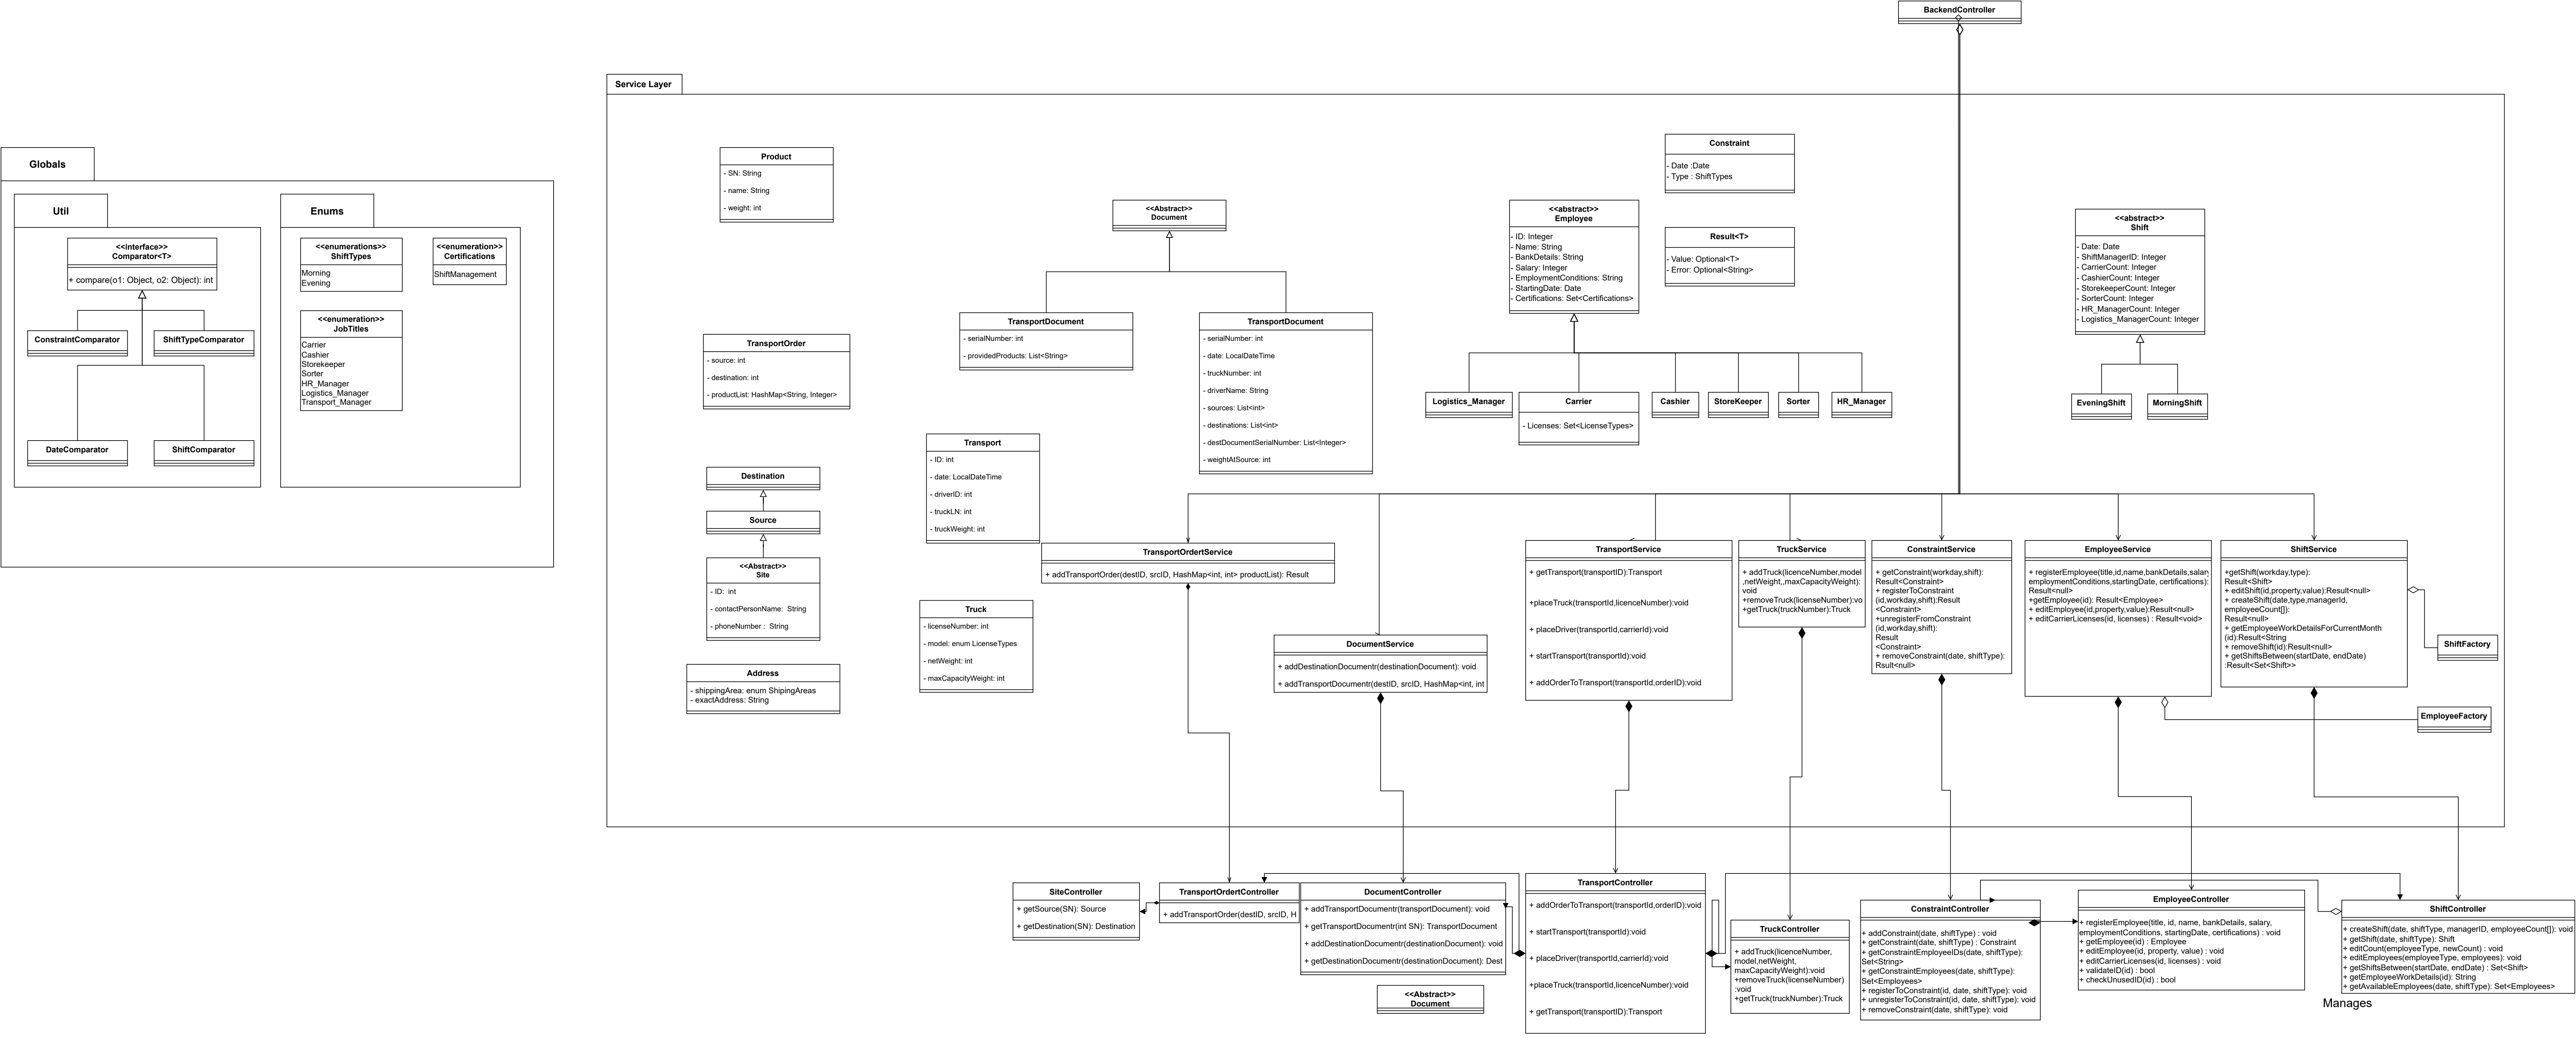 BackendController
Service Layer
Globals
Util
<<interface>>
Comparator<T>
+ compare(o1: Object, o2: Object): int
ConstraintComparator
ShiftTypeComparator
DateComparator
ShiftComparator
Enums
<<enumerations>>
ShiftTypes
Morning
Evening
<<enumeration>>
Certifications
ShiftManagement
<<enumeration>>
JobTitles
Carrier
Cashier
Storekeeper
Sorter
HR_Manager
Logistics_Manager
Transport_Manager
Product
- SN: String
- name: String
- weight: int
TransportOrder
- source: int
- destination: int
- productList: HashMap<String, Integer>
Destination
Source
<<Abstract>>
Site
- ID:  int
- contactPersonName:  String
- phoneNumber :  String
Address
- shippingArea: enum ShipingAreas
- exactAddress: String
<<Abstract>>
Document
TransportDocument
- serialNumber: int
- providedProducts: List<String>
TransportDocument
- serialNumber: int
- date: LocalDateTime
- truckNumber: int
- driverName: String
- sources: List<int>
- destinations: List<int>
- destDocumentSerialNumber: List<Integer>
- weightAtSource: int
Transport
- ID: int
- date: LocalDateTime
- driverID: int
- truckLN: int
- truckWeight: int
Truck
- licenseNumber: int
- model: enum LicenseTypes
- netWeight: int
- maxCapacityWeight: int
<<abstract>>
Employee
- ID: Integer
- Name: String
- BankDetails: String
- Salary: Integer
- EmploymentConditions: String
- StartingDate: Date
- Certifications: Set<Certifications>
Constraint
- Date :Date
- Type : ShiftTypes
Result<T>
- Value: Optional<T>
- Error: Optional<String>
Logistics_Manager
Carrier
- Licenses: Set<LicenseTypes>
Cashier
StoreKeeper
Sorter
HR_Manager
<<abstract>>
Shift
- Date: Date
- ShiftManagerID: Integer
- CarrierCount: Integer
- CashierCount: Integer
- StorekeeperCount: Integer
- SorterCount: Integer
- HR_ManagerCount: Integer
- Logistics_ManagerCount: Integer
EveningShift
MorningShift
TransportOrdertService
+ addTransportOrder(destID, srcID, HashMap<int, int> productList): Result
DocumentService
+ addDestinationDocumentr(destinationDocument): void
+ addTransportDocumentr(destID, srcID, HashMap<int, int
TransportService
+ getTransport(transportID):Transport
+placeTruck(transportId,licenceNumber):void
+ placeDriver(transportId,carrierId):void
+ startTransport(transportId):void
+ addOrderToTransport(transportId,orderID):void
TruckService
+ addTruck(licenceNumber,model
,netWeight,,maxCapacityWeight):
void
+removeTruck(licenseNumber):vo
+getTruck(truckNumber):Truck
ConstraintService
+ getConstraint(workday,shift):
Result<Constraint>
+ registerToConstraint
(id,workday,shift):Result
<Constraint>
+unregisterFromConstraint
(id,workday,shift):
Result
<Constraint>
+ removeConstraint(date, shiftType):
Rsult<null>
EmployeeService
+ registerEmployee(title,id,name,bankDetails,salary
employmentConditions,startingDate, certifications):
Result<null>
+getEmployee(id): Result<Employee>
+ editEmployee(id,property,value):Result<null>
+ editCarrierLicenses(id, licenses) : Result<void>
ShiftService
+getShift(workday,type):
Result<Shift>
+ editShift(id,property,value):Result<null>
+ createShift(date,type,managerId,
employeeCount[]):
Result<null>
+ getEmployeeWorkDetailsForCurrentMonth
(id):Result<String
+ removeShift(id):Result<null>
+ getShiftsBetween(startDate, endDate)
:Result<Set<Shift>>
ShiftFactory
EmployeeFactory
SiteController
+ getSource(SN): Source
+ getDestination(SN): Destination
TransportOrdertController
+ addTransportOrder(destID, srcID, H
DocumentController
+ addTransportDocumentr(transportDocument): void
+ getTransportDocumentr(int SN): TransportDocument
+ addDestinationDocumentr(destinationDocument): void
+ getDestinationDocumentr(destinationDocument): Dest
<<Abstract>>
Document
TransportController
+ addOrderToTransport(transportId,orderID):void
+ startTransport(transportId):void
+ placeDriver(transportId,carrierId):void
+placeTruck(transportId,licenceNumber):void
+ getTransport(transportID):Transport
TruckController
+ addTruck(licenceNumber,
model,netWeight,
maxCapacityWeight):void
+removeTruck(licenseNumber)
:void
+getTruck(truckNumber):Truck
ConstraintController
+ addConstraint(date, shiftType) : void
+ getConstraint(date, shiftType) : Constraint
+ getConstraintEmployeeIDs(date, shiftType):
Set<String>
+ getConstraintEmployees(date, shiftType):
Set<Employees>
+ registerToConstraint(id, date, shiftType): void
+ unregisterToConstraint(id, date, shiftType): void
+ removeConstraint(date, shiftType): void
EmployeeController
+ registerEmployee(title, id, name, bankDetails, salary,
employmentConditions, startingDate, certifications) : void
+ getEmployee(id) : Employee
+ editEmployee(id, property, value) : void
+ editCarrierLicenses(id, licenses) : void
+ validateID(id) : bool
+ checkUnusedID(id) : bool
ShiftController
+ createShift(date, shiftType, managerID, employeeCount[]): void
+ getShift(date, shiftType): Shift
+ editCount(employeeType, newCount) : void
+ editEmployees(employeeType, employees): void
+ getShiftsBetween(startDate, endDate) : Set<Shift>
+ getEmployeeWorkDetails(id): String
+ getAvailableEmployees(date, shiftType): Set<Employees>
Manages